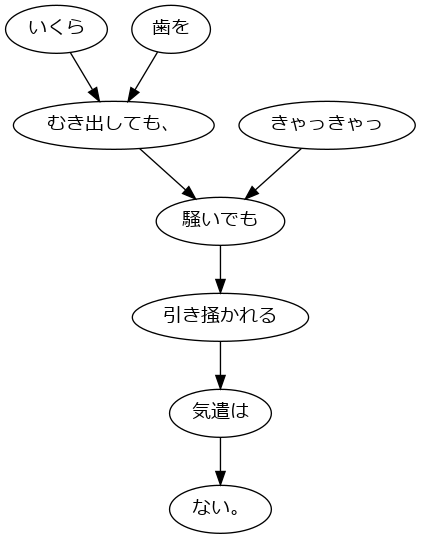 いくら
歯を
むき出しても、
きゃっきゃっ
騒いでも
引き掻かれる
気遣は
ない。